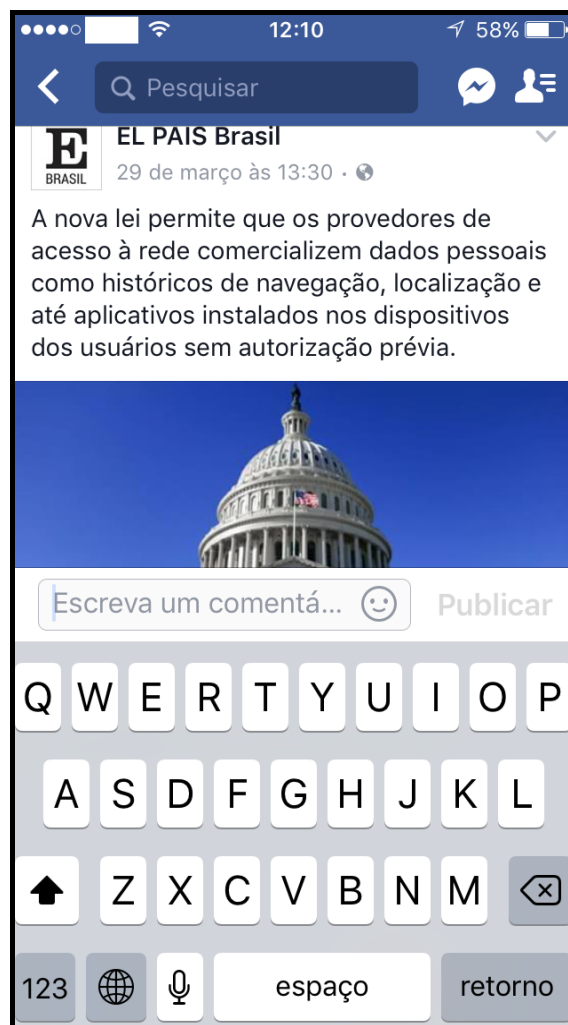 12:10
58%
Pesquisar
EL PAÍS Brasil
E
BRASIL
29 de março às 13:30
A nova lei permite que os provedores de
acesso à rede comercializem dados pessoais
como históricos de navegação, localização e
até aplicativos instalados nos dispositivos
dos usuários sem autorização prévia.
Escreva um comentá...
Publicar
Q W E R T Y U I O P
A S D F G H J K L
Z X C V B N M
123 espaço retorno